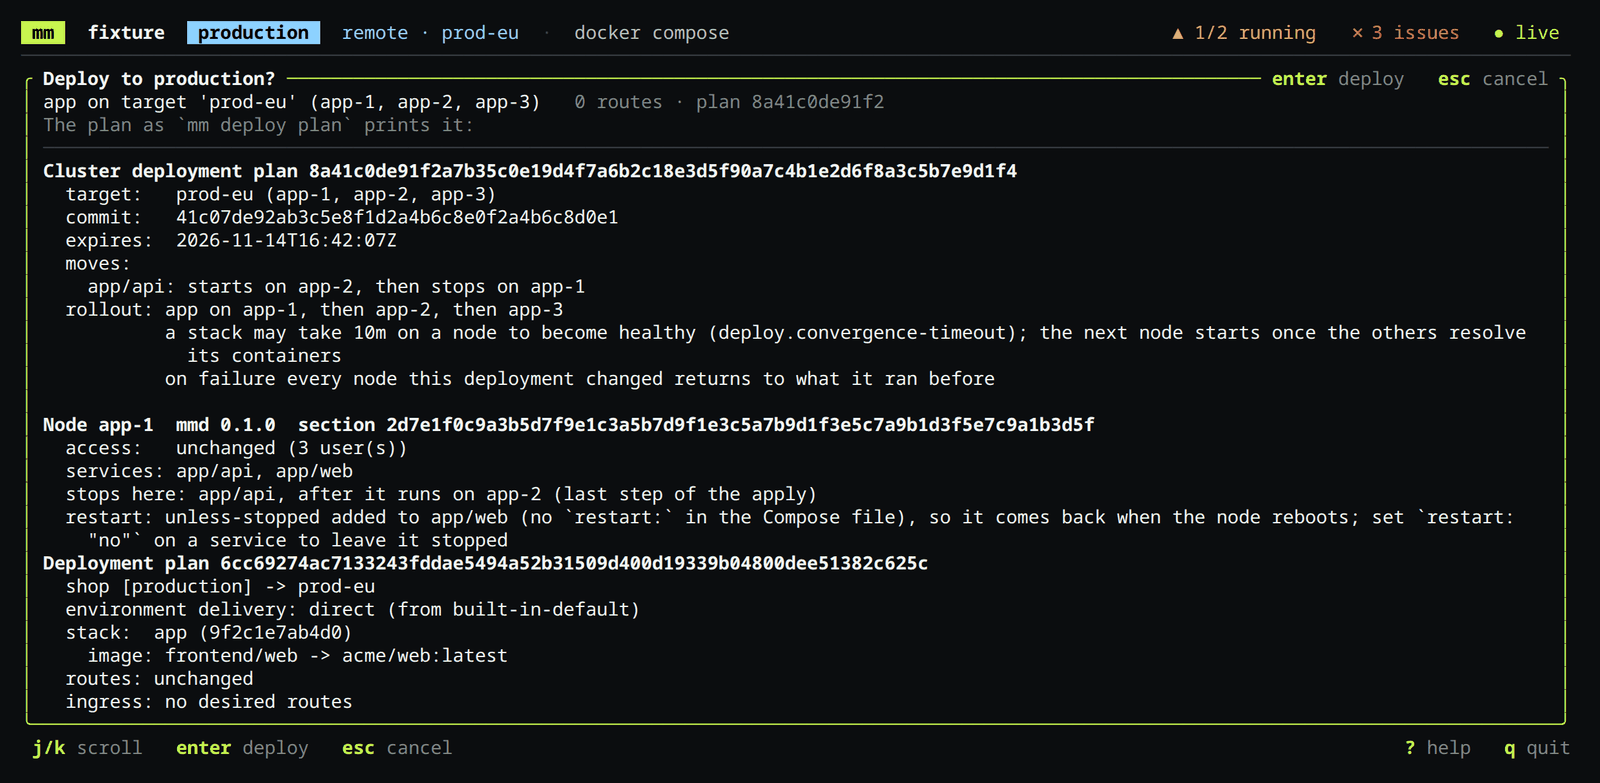 mm fixture production remote · prod-eu · docker compose ▲ 1/2 running × 3 issues ● live
Deploy to production? enter deploy esc cancel
app on target 'prod-eu' (app-1, app-2, app-3) 0 routes · plan 8a41c0de91f2
The plan as `mm deploy plan` prints it:
Cluster deployment plan 8a41c0de91f2a7b35c0e19d4f7a6b2c18e3d5f90a7c4b1e2d6f8a3c5b7e9d1f4
target: prod-eu (app-1, app-2, app-3)
commit: 41c07de92ab3c5e8f1d2a4b6c8e0f2a4b6c8d0e1
expires: 2026-11-14T16:42:07Z
moves:
app/api: starts on app-2, then stops on app-1
rollout: app on app-1, then app-2, then app-3
a stack may take 10m on a node to become healthy (deploy.convergence-timeout); the next node starts once the others resolve
its containers
on failure every node this deployment changed returns to what it ran before
Node app-1 mmd 0.1.0 section 2d7e1f0c9a3b5d7f9e1c3a5b7d9f1e3c5a7b9d1f3e5c7a9b1d3f5e7c9a1b3d5f
access: unchanged (3 user(s))
services: app/api, app/web
stops here: app/api, after it runs on app-2 (last step of the apply)
restart: unless-stopped added to app/web (no `restart:` in the Compose file), so it comes back when the node reboots; set `restart:
"no"` on a service to leave it stopped
Deployment plan 6cc69274ac7133243fddae5494a52b31509d400d19339b04800dee51382c625c
shop [production] -> prod-eu
environment delivery: direct (from built-in-default)
stack: app (9f2c1e7ab4d0)
image: frontend/web -> acme/web:latest
routes: unchanged
ingress: no desired routes
j/k scroll enter deploy esc cancel ? help q quit